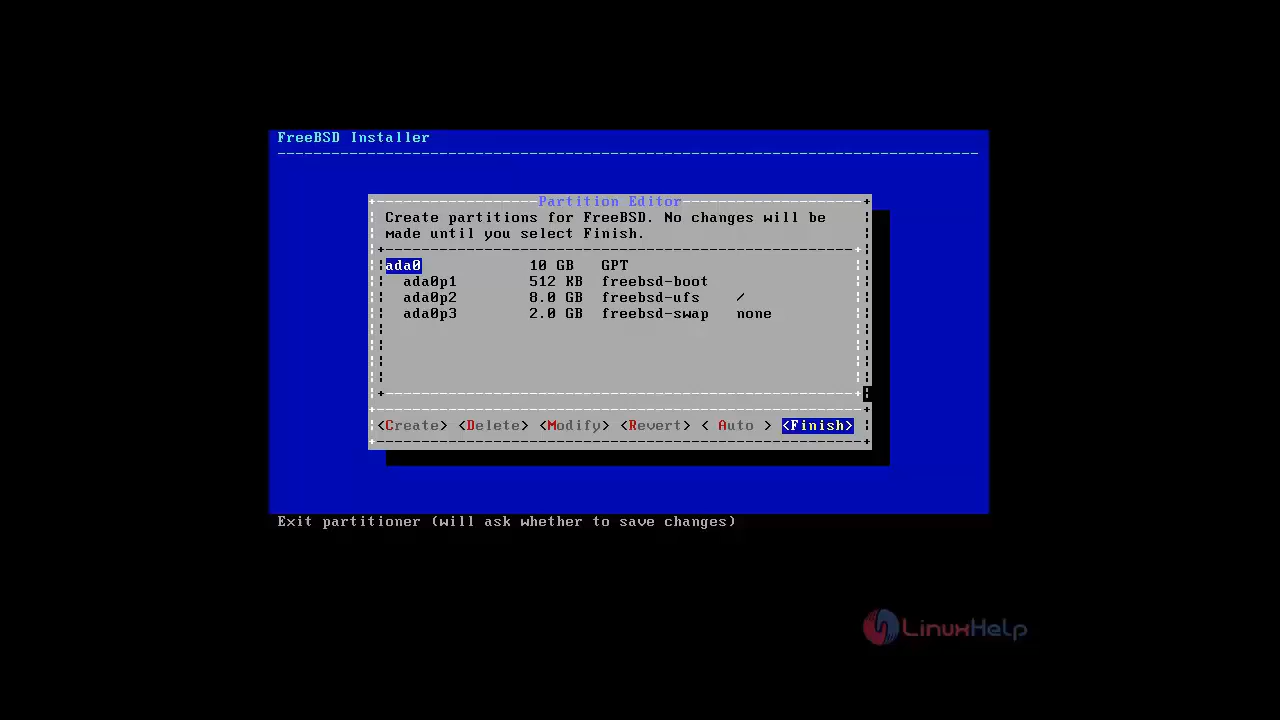 FreeBSD Installer
Partition Editor
Create partitions for FreeBSD. No changes will be
made until you select Finish.
ada0 10 GB GPT
ada0p1 512 KB freebsd-boot
ada0p2 8.0 GB freebsd-ufs /
ada0p3 2.0 GB freebsd-swap none
<Create> <Delete> <Modify> <Revert> < Auto > <Finish>
Exit partitioner (will ask whether to save changes)
LinuxHelp